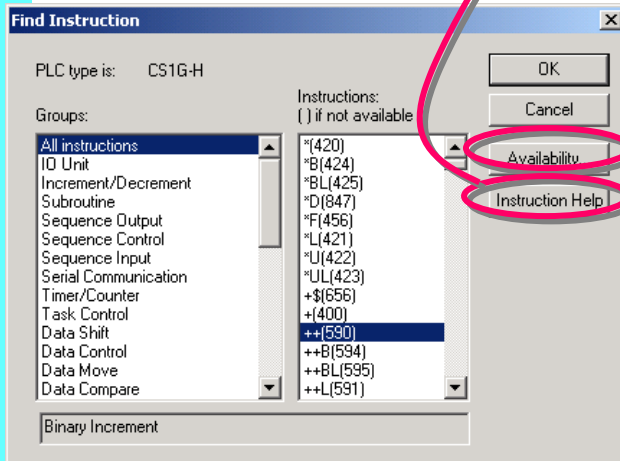 Find Instruction
PLC type is: CS1G-H
OK
Cancel
Availability
Instruction Help
Groups:
All instructions
IO Unit
Increment/Decrement
Subroutine
Sequence Output
Sequence Control
Sequence Input
Serial Communication
Timer/Counter
Task Control
Data Shift
Data Control
Data Move
Data Compare
Instructions:
( ) if not available
*(420)
*B(424)
*BL(425)
*D(847)
*F(456)
*L(421)
*U(422)
*UL(423)
+$(656)
+(400)
++(590)
++B(594)
++BL(595)
++L(591)
Binary Increment